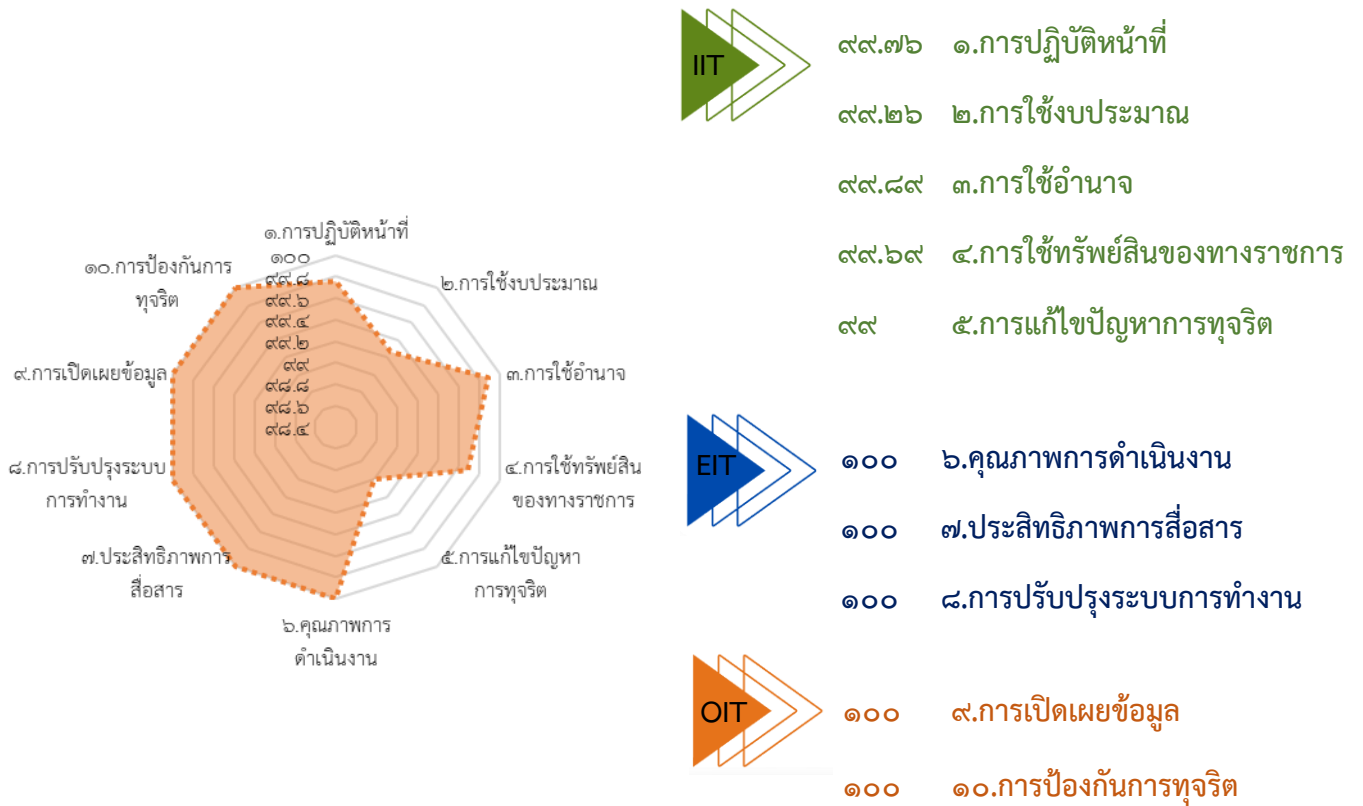 ๑.การปฏิบัติหน้าที่
๑๐๐
๙๙.๘
๙๙.๖
๙๙.๔
๙๙.๒
๙๙
๙๘.๘
๙๘.๖
๙๘.๔
๒.การใช้งบประมาณ
๓.การใช้อำนาจ
๔.การใช้ทรัพย์สิน
ของทางราชการ
๕.การแก้ไขปัญหา
การทุจริต
๖.คุณภาพการ
ดำเนินงาน
๗.ประสิทธิภาพการ
สื่อสาร
๘.การปรับปรุงระบบ
การทำงาน
๙.การเปิดเผยข้อมูล
๑๐.การป้องกันการ
ทุจริต
IIT
๙๙.๗๖ ๑.การปฏิบัติหน้าที่
๙๙.๒๖ ๒.การใช้งบประมาณ
๙๙.๘๙ ๓.การใช้อำนาจ
๙๙.๖๙ ๔.การใช้ทรัพย์สินของทางราชการ
๙๙ ๕.การแก้ไขปัญหาการทุจริต
EIT
๑๐๐ ๖.คุณภาพการดำเนินงาน
๑๐๐ ๗.ประสิทธิภาพการสื่อสาร
๑๐๐ ๘.การปรับปรุงระบบการทำงาน
OIT
๑๐๐ ๙.การเปิดเผยข้อมูล
๑๐๐ ๑๐.การป้องกันการทุจริต